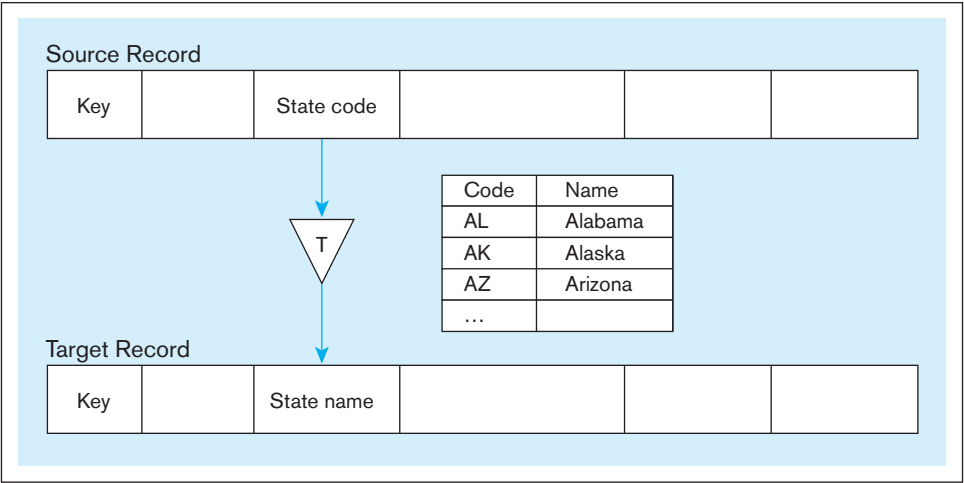 Source Record
Key State code
Code Name
AL Alabama
T
AK Alaska
AZ Arizona
…
Target Record
Key State name